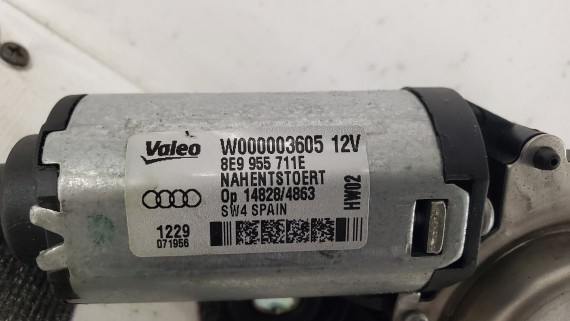 Valeo W000003605 12V
8E9 955 711E
NAHENTSTOERT
Op 14828/4863
SW4 SPAIN
HW02
1229
071956